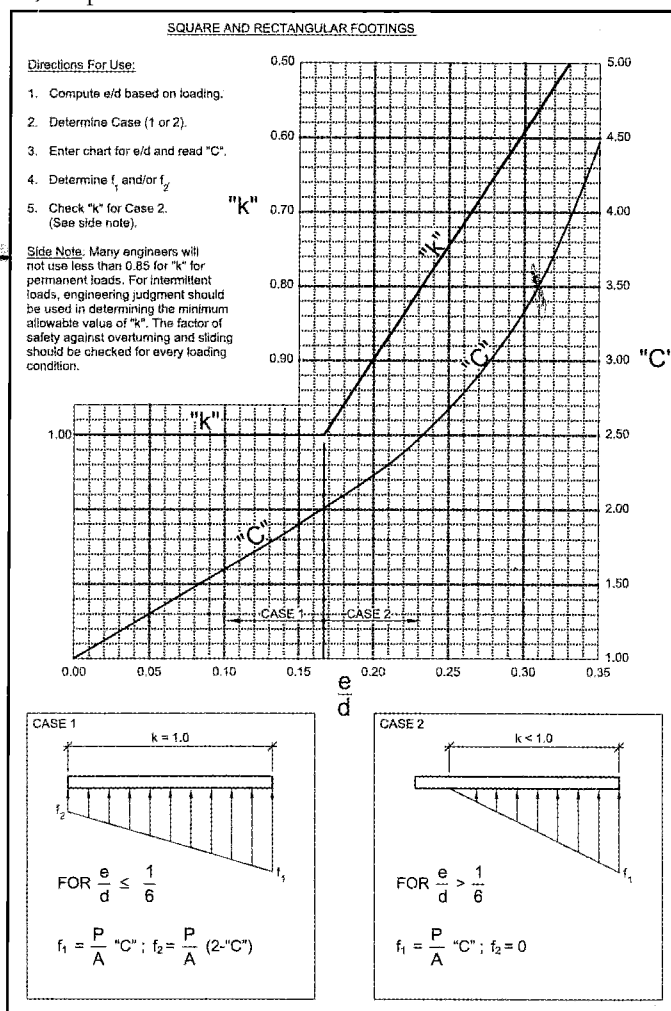 SQUARE AND RECTANGULAR FOOTINGS
Directions For Use:
1. Compute e/d based on loading.
2. Determine Case (1 or 2).
3. Enter chart for e/d and read "C".
4. Determine f1 and/or f2.
5. Check "k" for Case 2.
(See side note).
Side Note. Many engineers will
not use less than 0.85 for "k" for
permanent loads. For intermittent
loads, engineering judgment should
be used in determining the minimum
allowable value of "k". The factor of
safety against overturning and sliding
should be checked for every loading
condition.
"k"
0.50
0.60
0.70
0.80
0.90
1.00
"k"
"k"
"C"
"C"
5.00
4.50
4.00
3.50
3.00
2.50
2.00
1.50
1.00
"C"
CASE 1 CASE 2
0.00 0.05 0.10 0.15 0.20 0.25 0.30 0.35
e
d
CASE 1
k = 1.0
f2
f1
FOR e/d ≤ 1/6
f1 = P/A "C" ; f2 = P/A (2-"C")
CASE 2
k < 1.0
f1
FOR e/d > 1/6
f1 = P/A "C" ; f2 = 0